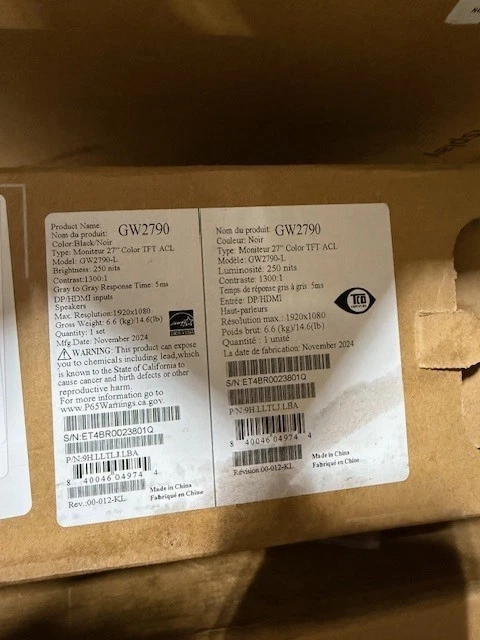 Product Name:
Nom du produit: GW2790
Color:Black/Noir
Type: Moniteur 27" Color TFT ACL
Model: GW2790-L
Brightness: 250 nits
Contrast:1300:1
Gray to Gray Response Time: 5ms
DP/HDMI inputs
Speakers
Max. Resolution:1920x1080
Gross Weight: 6.6 (kg)/14.6(lb)
Quantity: 1 set
Mfg Date: November 2024
WARNING: This product can expose
you to chemicals including lead,which
is known to the State of California to
cause cancer and birth defects or other
reproductive harm.
For more information go to
www.P65Warnings.ca.gov.
S/N:ET4BR0023801Q
P/N:9H.LLTLJ.LBA
8 40046 04974 4
Rev.:00-012-KL
Made in China
Fabriqué en Chine
Nom du produit: GW2790
Couleur: Noir
Type: Moniteur 27" Color TFT ACL
Modèle: GW2790-L
Luminosité: 250 nits
Contraste: 1300:1
Temps de réponse gris à gris: 5ms
Entrée: DP/HDMI
Haut-parleurs
Résolution max.: 1920x1080
Poids brut: 6.6 (kg)/14.6(lb)
Quantité : 1 unité
La date de fabrication: November 2024
S/N:ET4BR0023801Q
P/N:9H.LLTLJ.LBA
8 40046 04974 4
Revision:00-012-KL
Made in China
Fabriqué en Chine
TCO